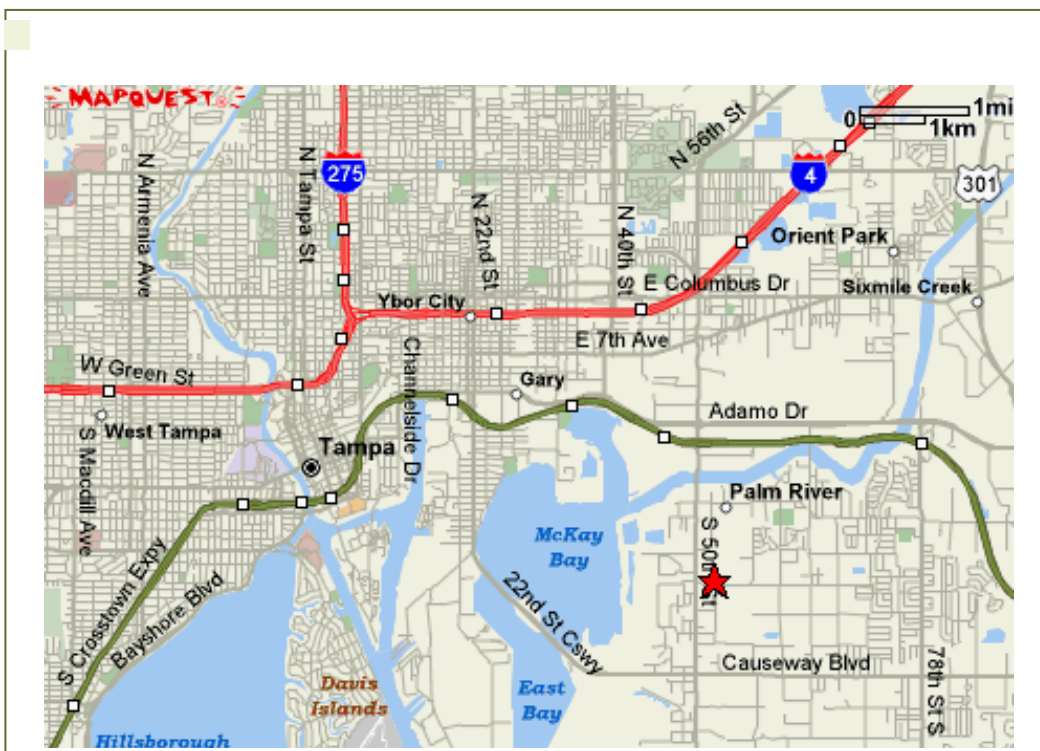 MAPQUEST
0 1mi
1km
N 56th St
275
4
301
N Armenia Ave
N Tampa St
N 22nd St
N 40th St
Orient Park
E Columbus Dr
Sixmile Creek
Ybor City
E 7th Ave
W Green St
Channelside Dr
Gary
West Tampa
Adamo Dr
S Macdill Ave
Tampa
Palm River
McKay
Bay
S 50th St
S Crosstown Expy
Bayshore Blvd
22nd St Cswy
Causeway Blvd
78th St S
Davis
Islands
East
Bay
Hillsborough